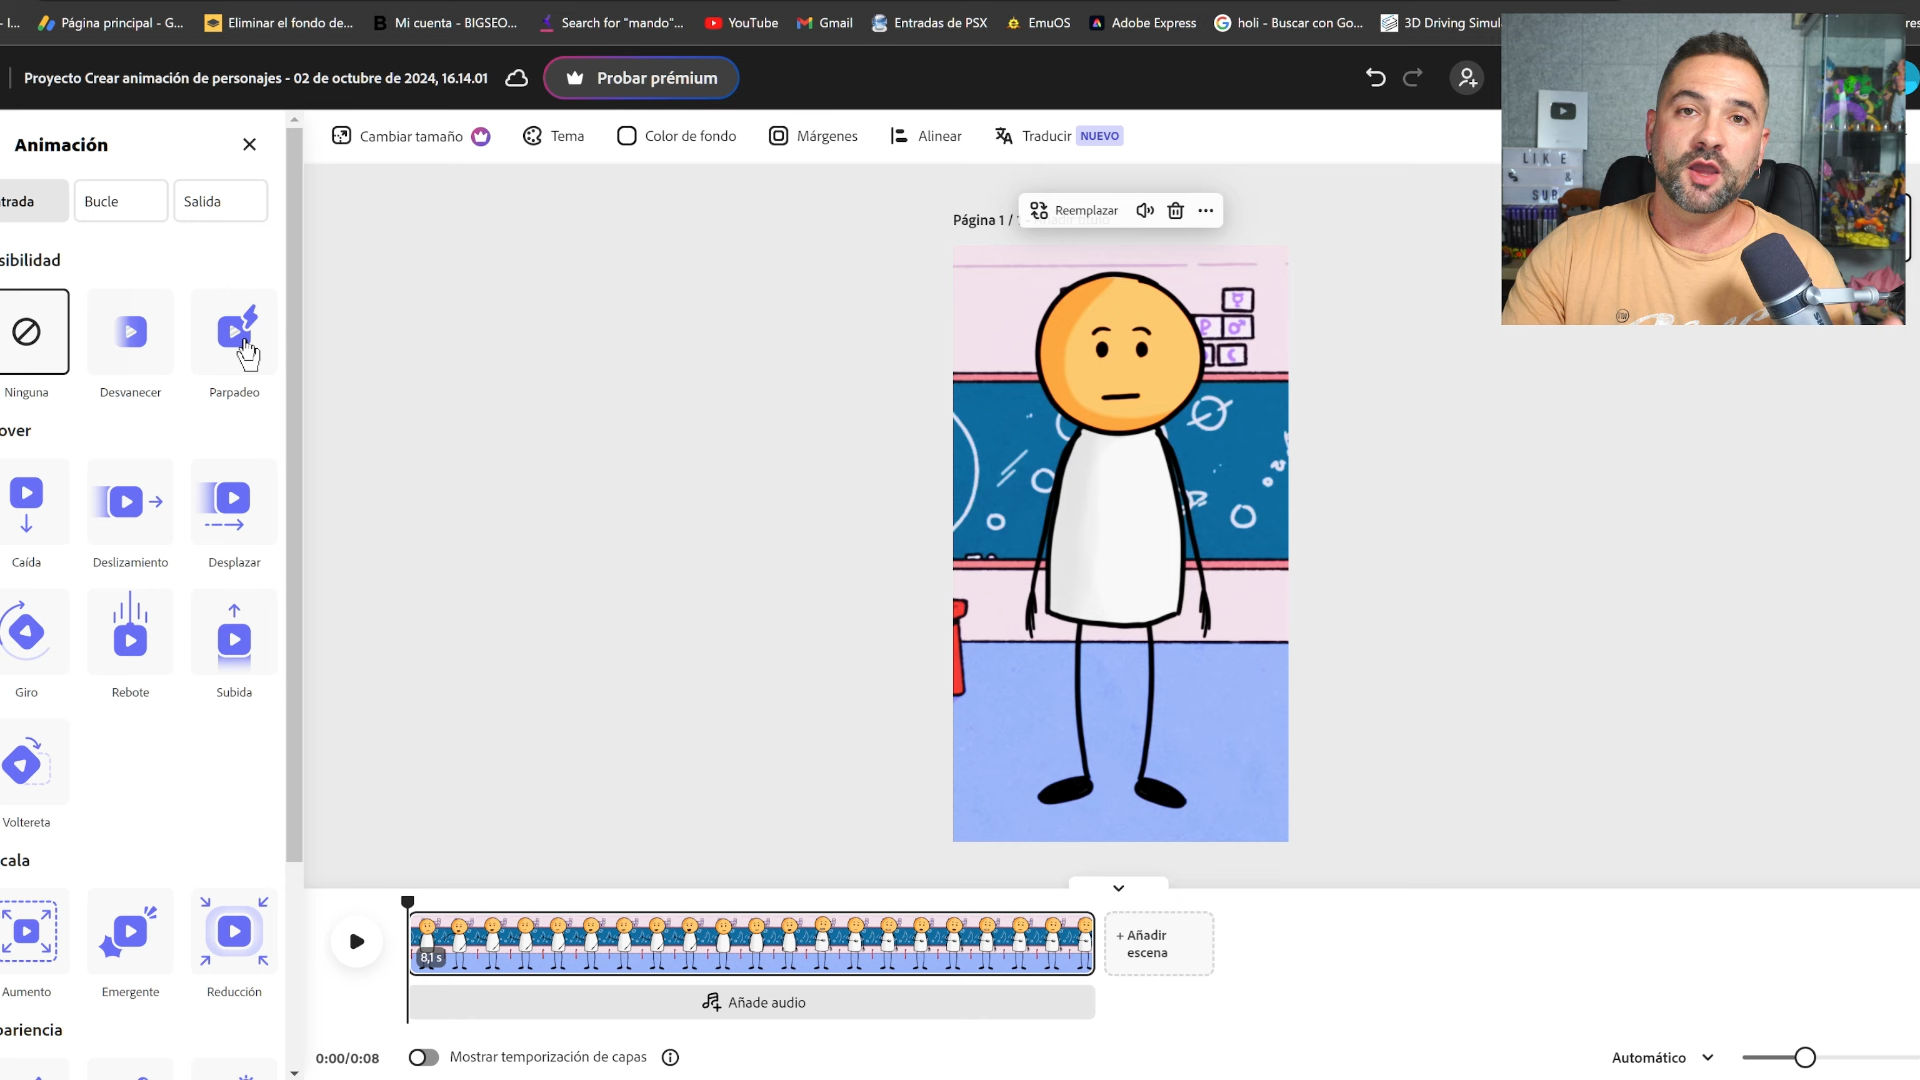 Página principal - G...
Eliminar el fondo de...
Mi cuenta - BIGSEO...
Search for "mando"...
YouTube
Gmail
Entradas de PSX
EmuOS
Adobe Express
holi - Buscar con Go...
3D Driving Simul
Proyecto Crear animación de personajes - 02 de octubre de 2024, 16.14.01
Probar prémium
Animación
Cambiar tamaño
Tema
Color de fondo
Márgenes
Alinear
Traducir NUEVO
LIKE
&
SUB
trada
Bucle
Salida
Página 1 /
Reemplazar
sibilidad
Ninguna
Desvanecer
Parpadeo
over
Caída
Deslizamiento
Desplazar
Giro
Rebote
Subida
Voltereta
cala
Aumento
Emergente
Reducción
pariencia
8,1 s
+ Añadir
escena
Añade audio
0:00/0:08
Mostrar temporización de capas
Automático